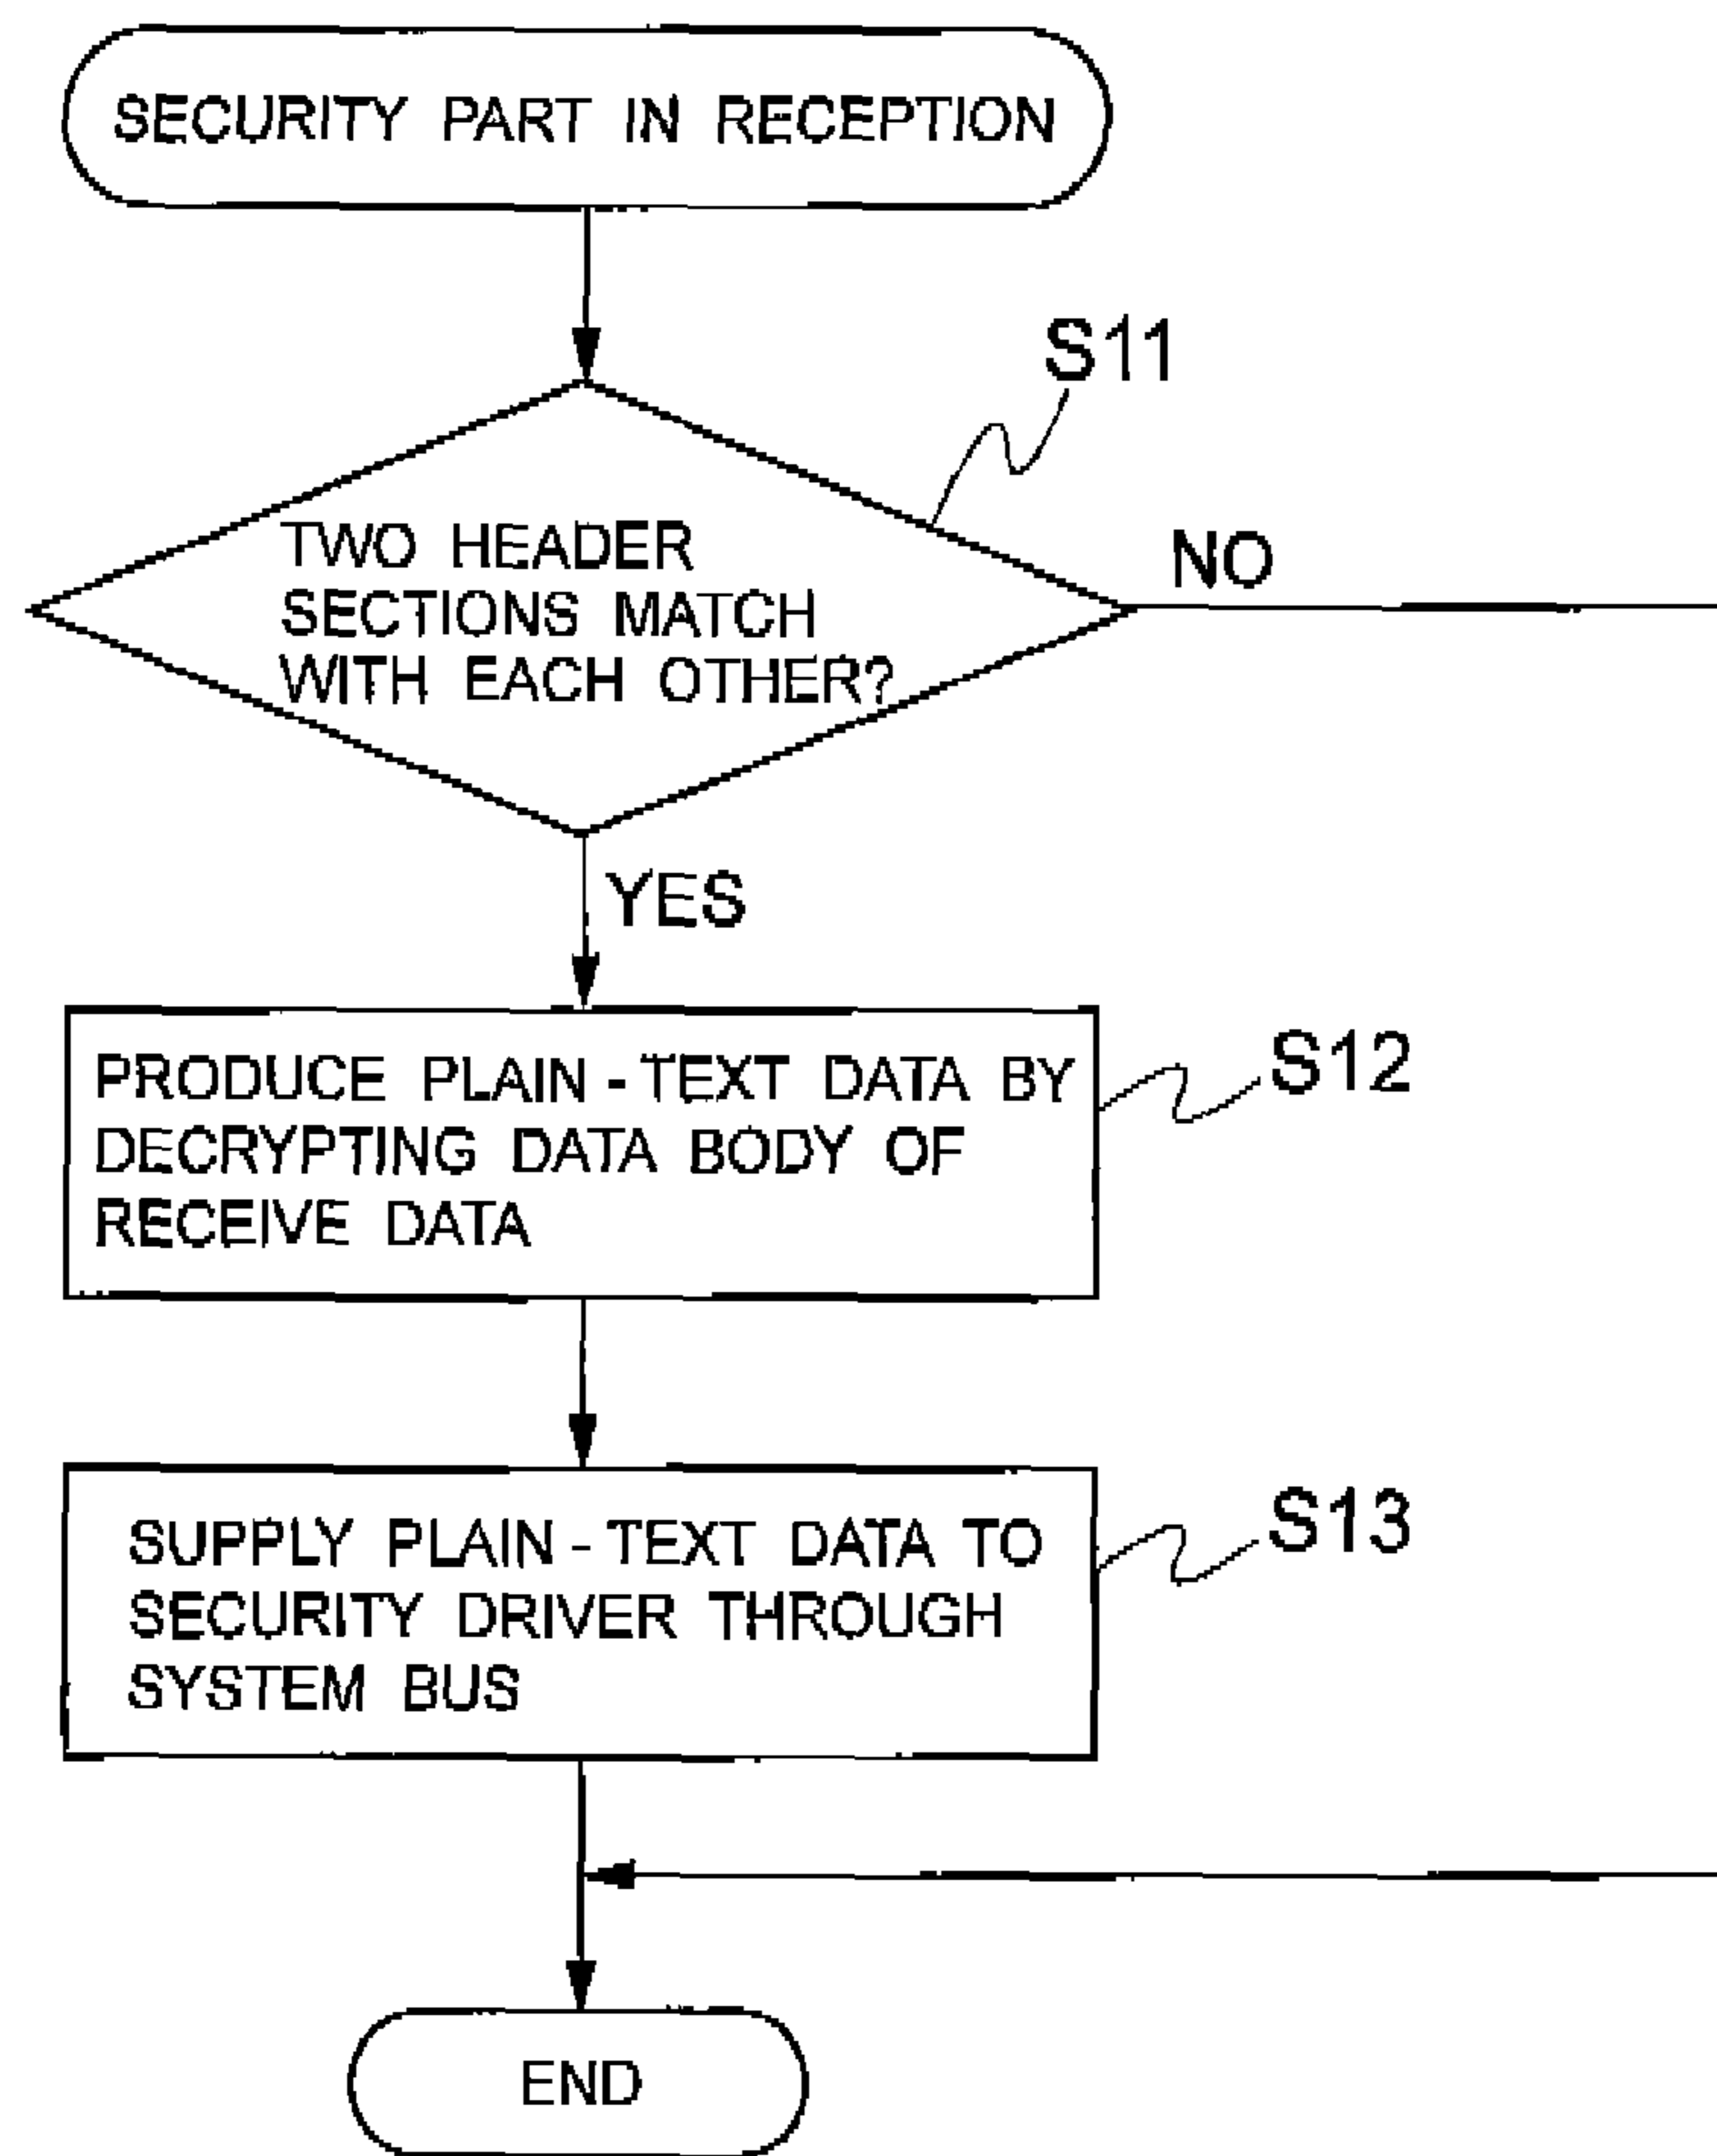 SECURITY PART IN RECEPTION
S11
TWO HEADER
SECTIONS MATCH
WITH EACH OTHER?
NO
YES
PRODUCE PLAIN-TEXT DATA BY
DECRYPTING DATA BODY OF
RECEIVE DATA
S12
SUPPLY PLAIN-TEXT DATA TO
SECURITY DRIVER THROUGH
SYSTEM BUS
S13
END